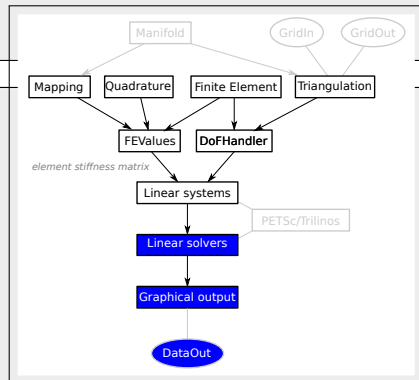 Manifold
GridIn
GridOut
Mapping
Quadrature
Finite Element
Triangulation
FEValues
DoFHandler
element stiffness matrix
Linear systems
PETSc/Trilinos
Linear solvers
Graphical output
DataOut